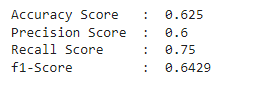 Accuracy Score : 0.625
Precision Score : 0.6
Recall Score : 0.75
f1-Score : 0.6429